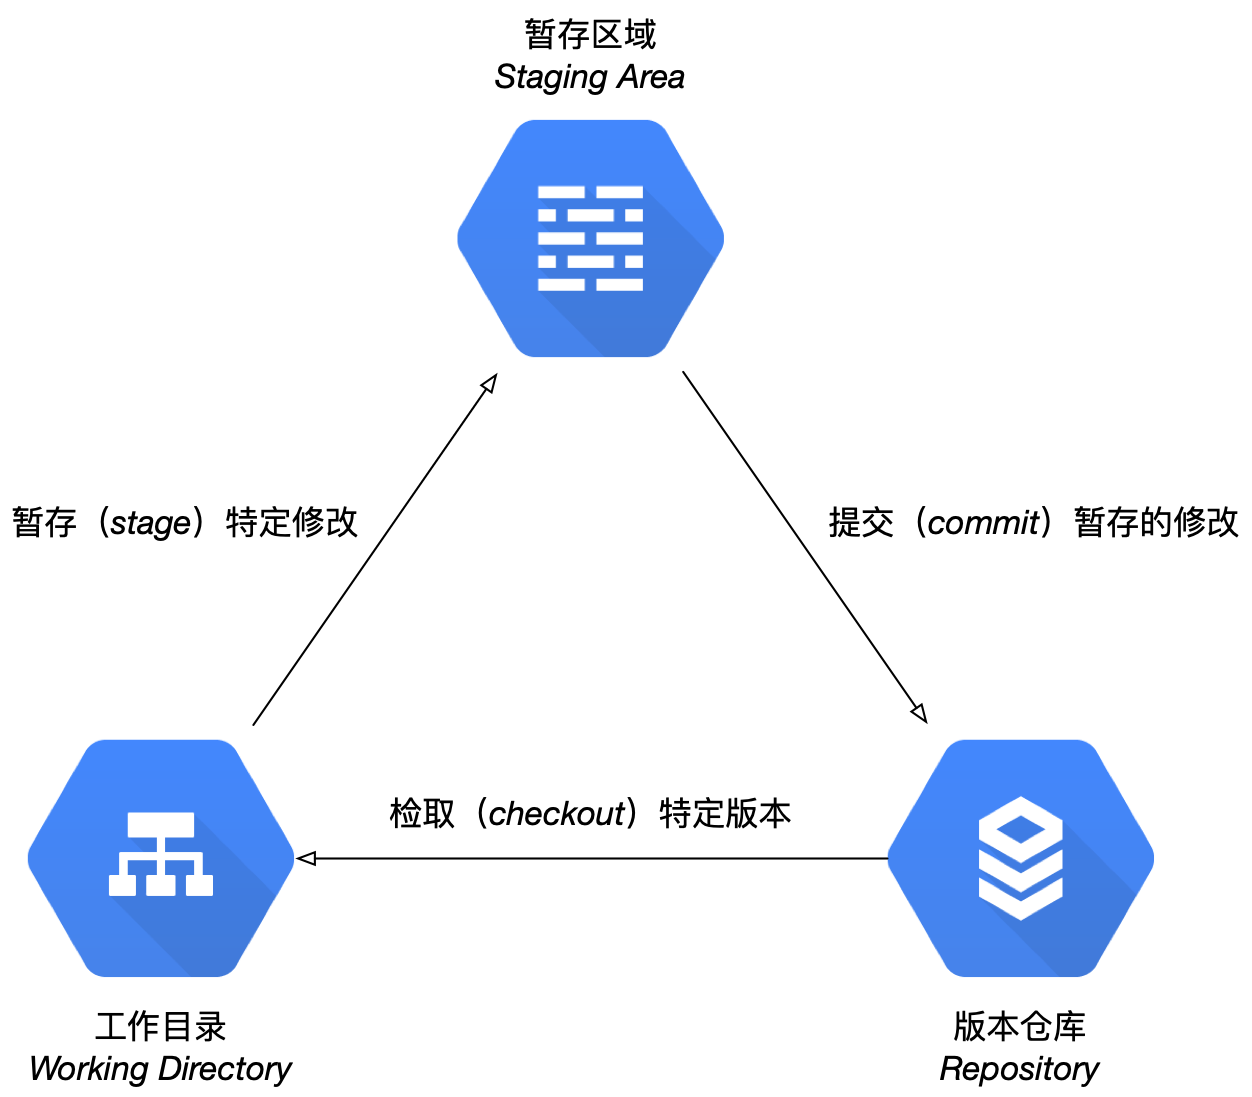 暂存区域
Staging Area
暂存（stage）特定修改
提交（commit）暂存的修改
检取（checkout）特定版本
工作目录
Working Directory
版本仓库
Repository